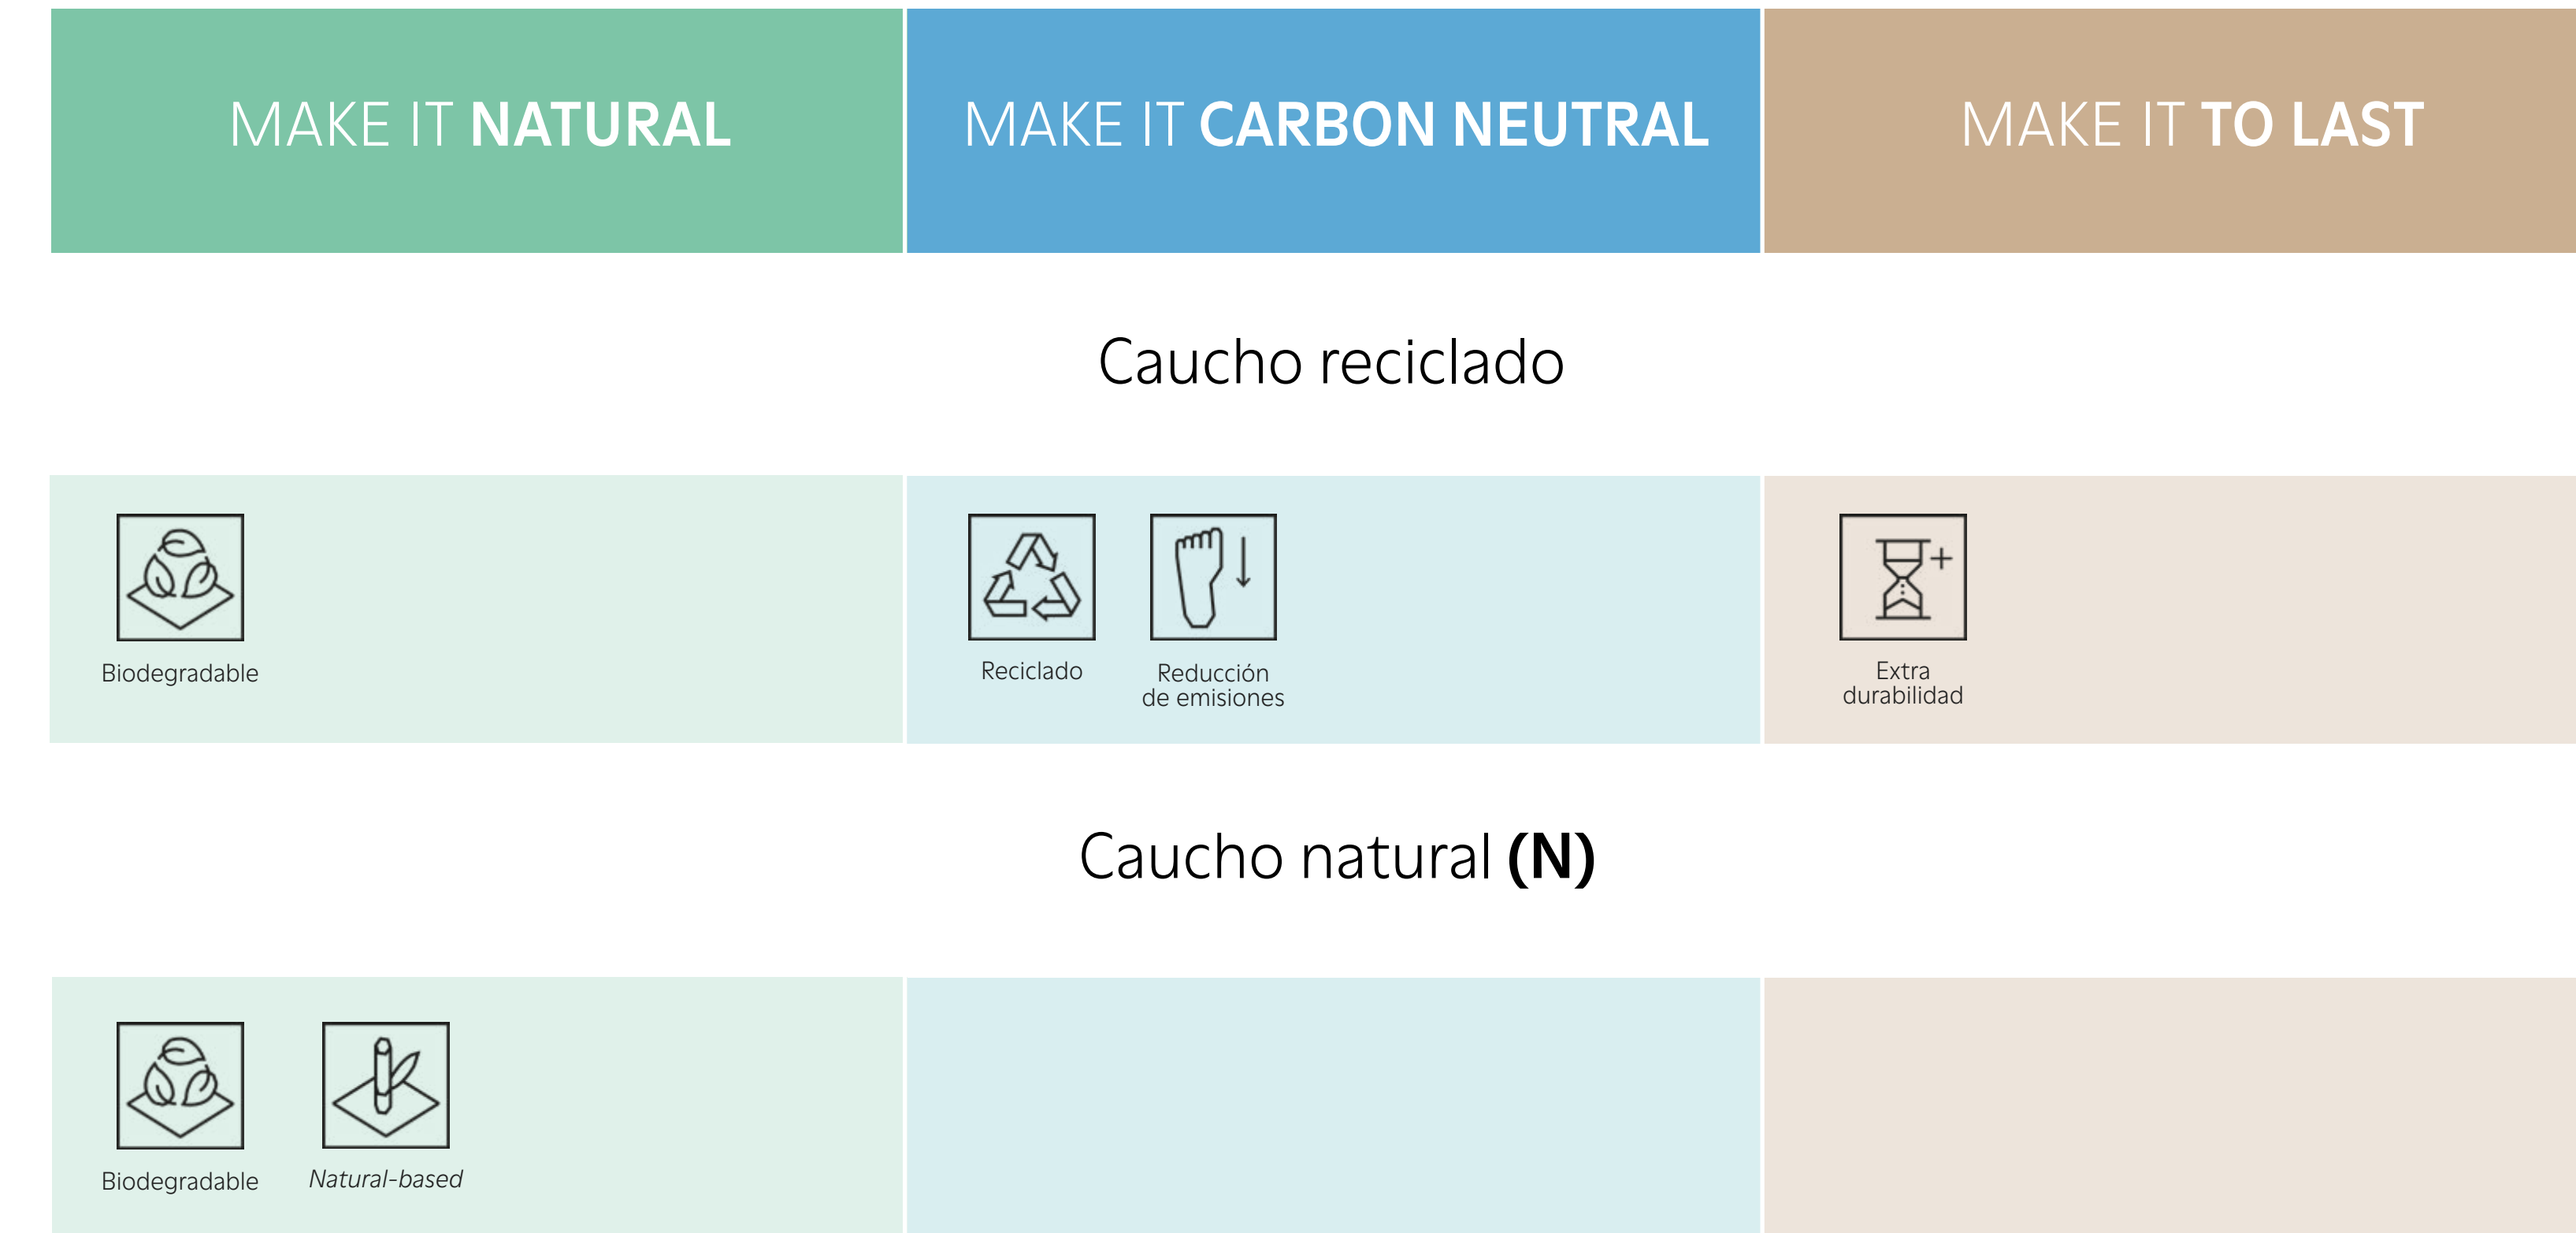 MAKE IT NATURAL
MAKE IT CARBON NEUTRAL
MAKE IT TO LAST
Caucho reciclado
Biodegradable
Reciclado
Reducción
de emisiones
Extra
durabilidad
Caucho natural (N)
Biodegradable
Natural-based